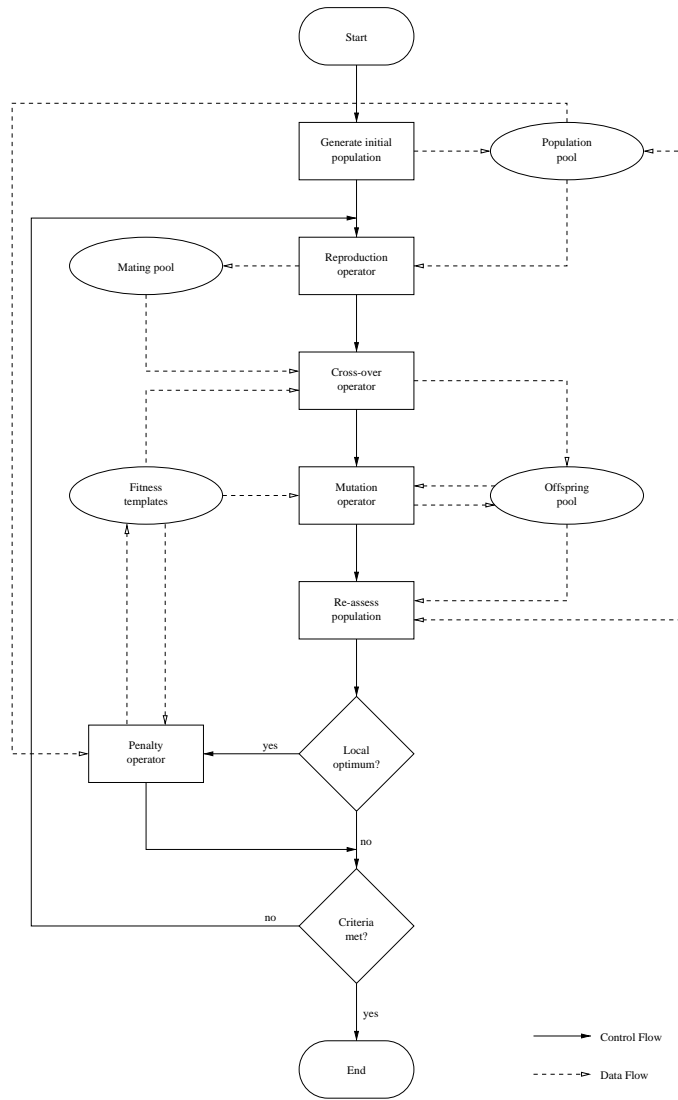 Start
Generate initial
population
Population
pool
Mating pool
Reproduction
operator
Cross-over
operator
Fitness
templates
Mutation
operator
Offspring
pool
Re-assess
population
Penalty
operator
yes
Local
optimum?
no
no
Criteria
met?
yes
Control Flow
End
Data Flow